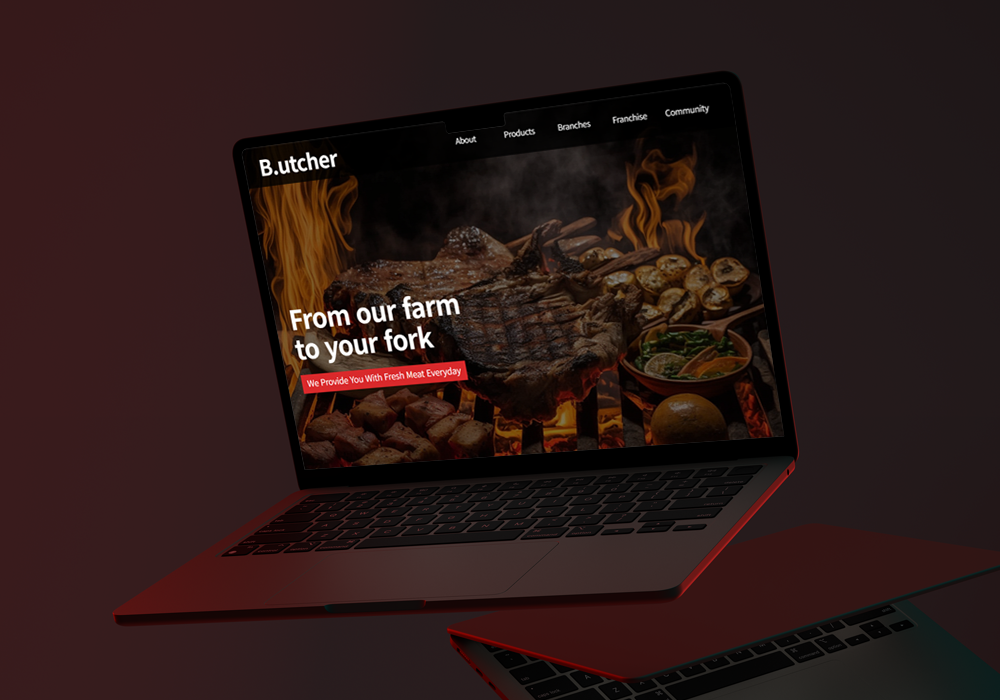 B.utcher
About
Products
Branches
Franchise
Community
From our farm
to your fork
We Provide You With Fresh Meat Everyday